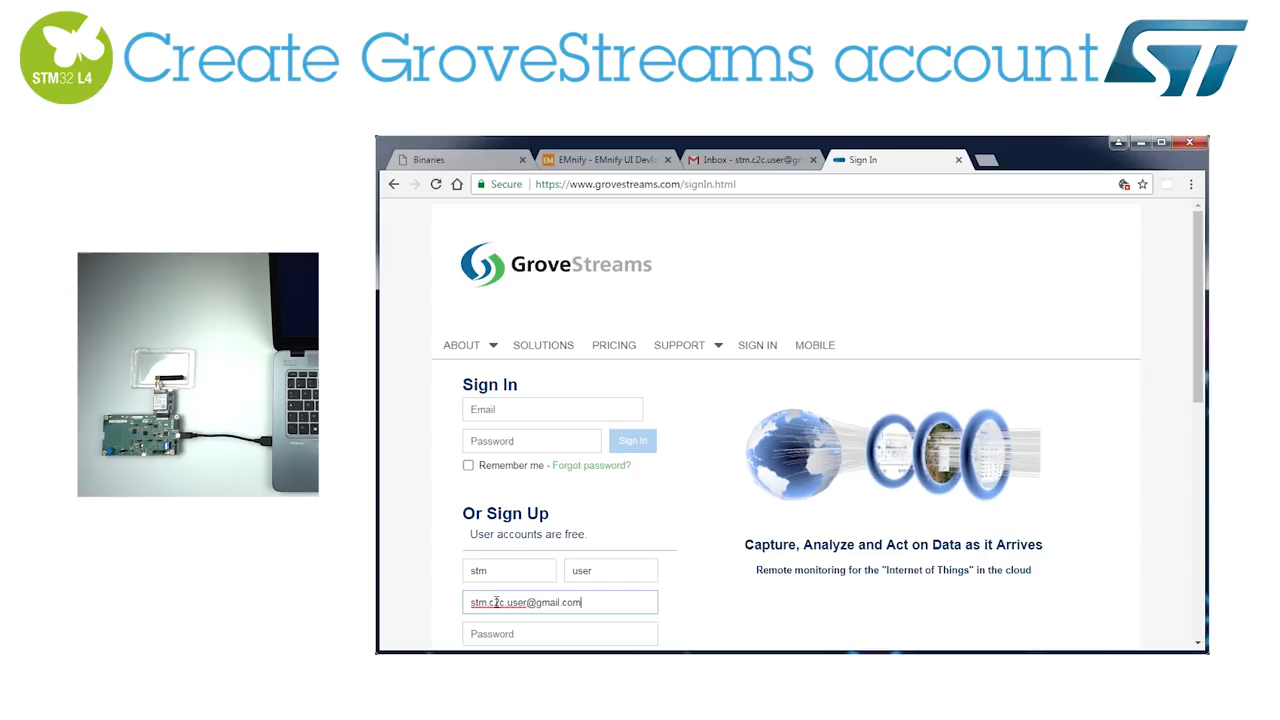 STM32 L4
Create GroveStreams account
ST
Binaries
EMnify - EMnify UI Devlo
Inbox - stm.c2c.user@gm
Sign In
Secure
https://www.grovestreams.com/signIn.html
GroveStreams
ABOUT SOLUTIONS PRICING SUPPORT SIGN IN MOBILE
Sign In
Email
Password
Sign In
Remember me - Forgot password?
Or Sign Up
User accounts are free.
stm user
stm.c2c.user@gmail.com
Password
Capture, Analyze and Act on Data as it Arrives
Remote monitoring for the "Internet of Things" in the cloud